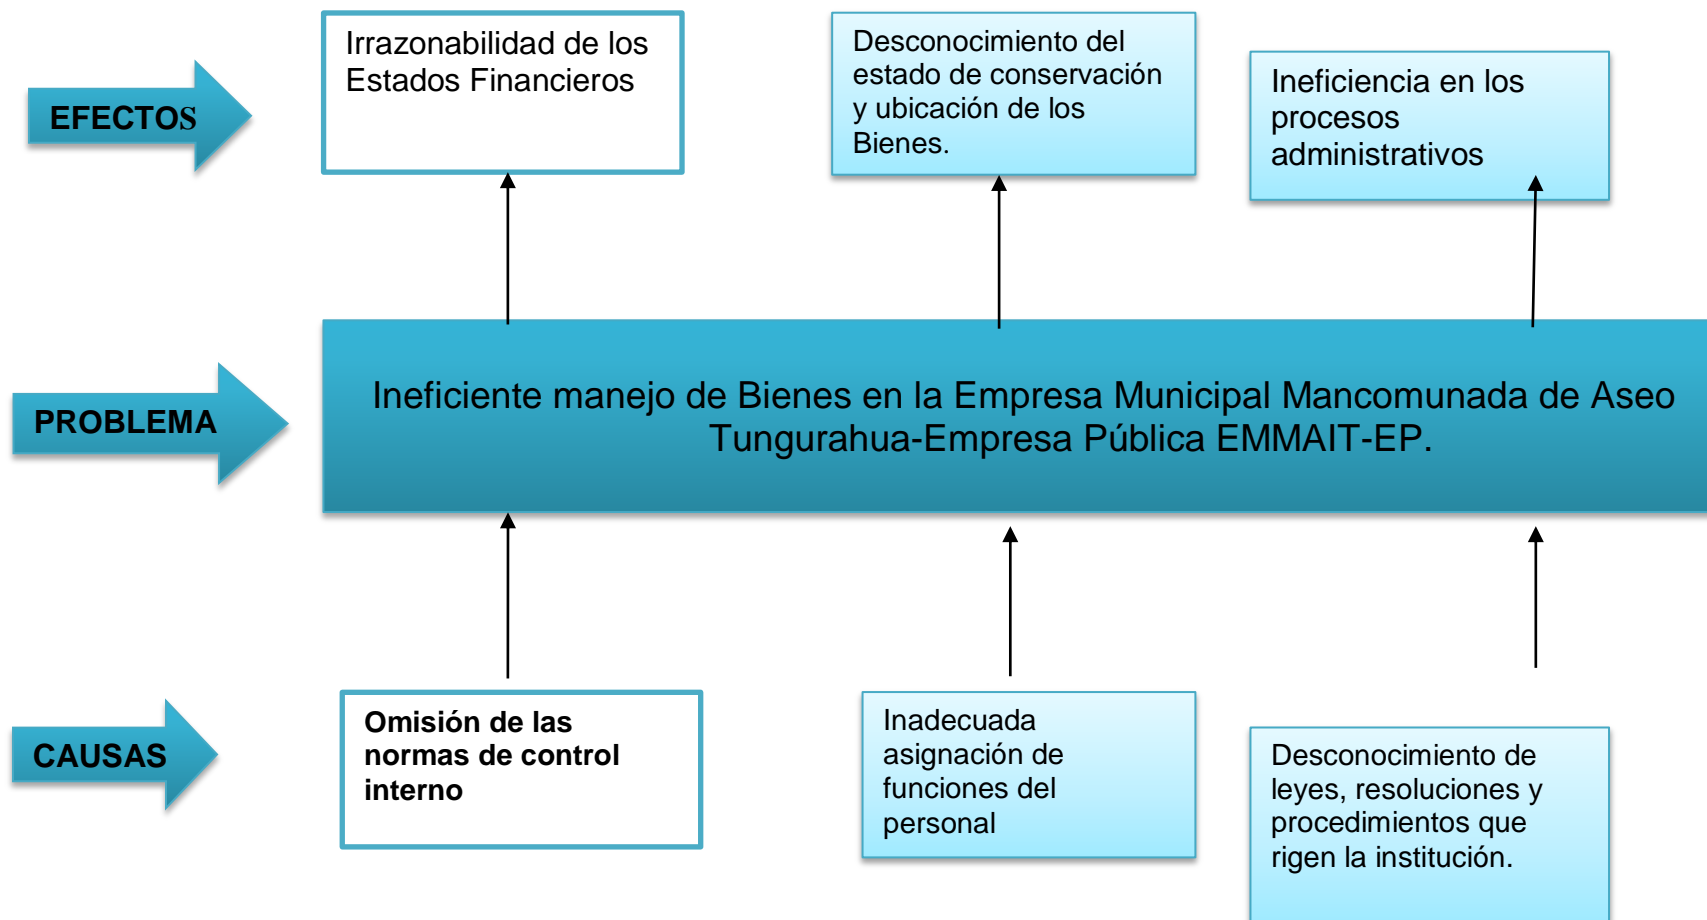 EFECTOS
Irrazonabilidad de los
Estados Financieros
Desconocimiento del
estado de conservación
y ubicación de los
Bienes.
Ineficiencia en los
procesos
administrativos
PROBLEMA
Ineficiente manejo de Bienes en la Empresa Municipal Mancomunada de Aseo
Tungurahua-Empresa Pública EMMAIT-EP.
CAUSAS
Omisión de las
normas de control
interno
Inadecuada
asignación de
funciones del
personal
Desconocimiento de
leyes, resoluciones y
procedimientos que
rigen la institución.